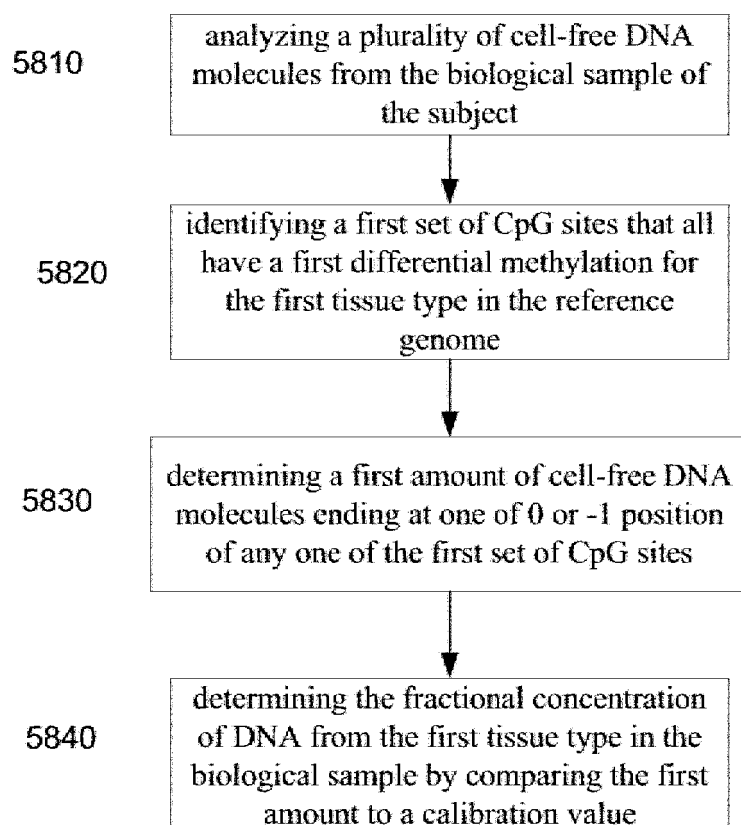 5810
analyzing a plurality of cell-free DNA
molecules from the biological sample of
the subject
5820
identifying a first set of CpG sites that all
have a first differential methylation for
the first tissue type in the reference
genome
5830
determining a first amount of cell-free DNA
molecules ending at one of 0 or -1 position
of any one of the first set of CpG sites
5840
determining the fractional concentration
of DNA from the first tissue type in the
biological sample by comparing the first
amount to a calibration value